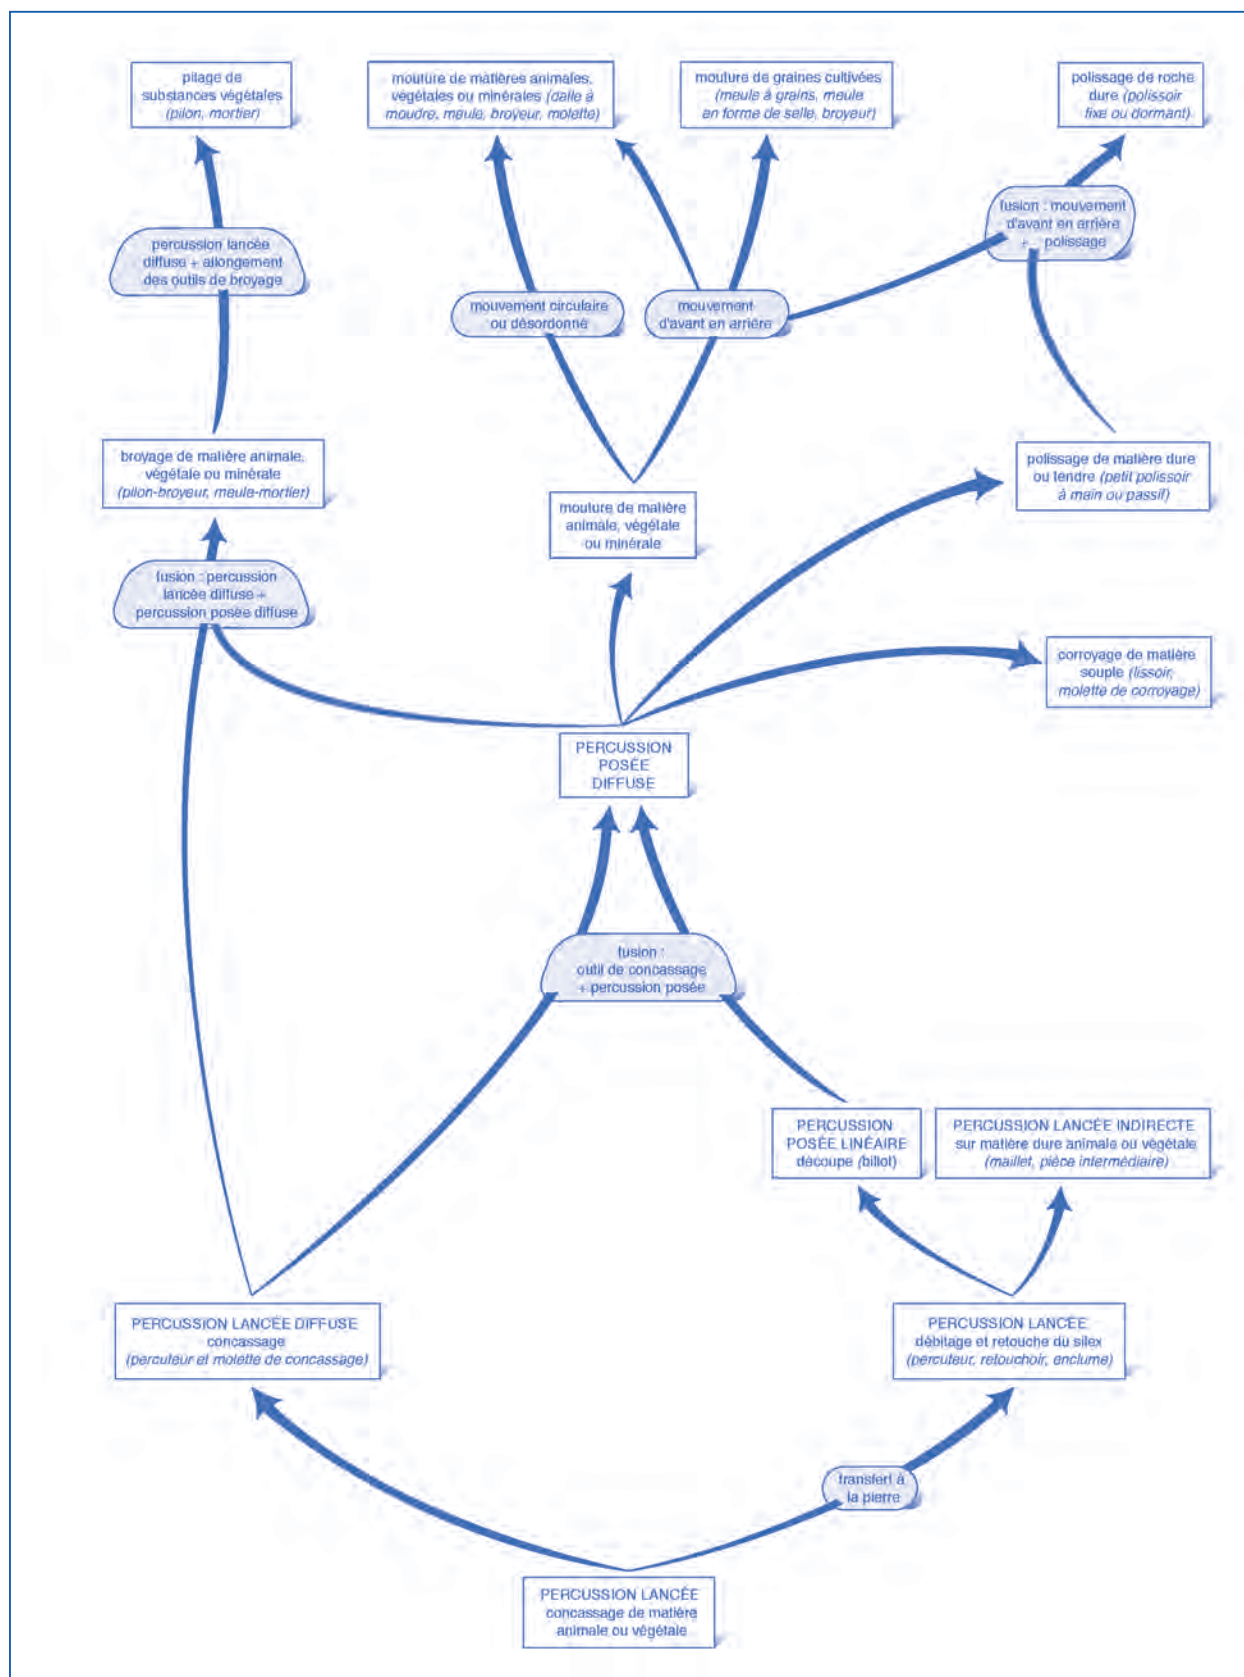 pilage de
substances végétales
(pilon, mortier)
mouture de matières animales,
végétales ou minérales (dalle à
moudre, meule, broyeur, molette)
mouture de graines cultivées
(meule à grains, meule
en forme de selle, broyeur)
polissage de roche
dure (polissoir
fixe ou dormant)
fusion : mouvement
d'avant en arrière
+ polissage
percussion lancée
diffuse + allongement
des outils de broyage
mouvement circulaire
ou désordonné
mouvement
d'avant en arrière
broyage de matière animale,
végétale ou minérale
(pilon-broyeur, meule-mortier)
polissage de matière dure
ou tendre (petit polissoir
à main ou passif)
mouture de matière
animale, végétale
ou minérale
fusion : percussion
lancée diffuse +
percussion posée diffuse
corroyage de matière
souple (lissoir,
molette de corroyage)
PERCUSSION
POSÉE
DIFFUSE
fusion :
outil de concassage
+ percussion posée
PERCUSSION
POSÉE LINÉAIRE
découpe (billot)
PERCUSSION LANCÉE INDIRECTE
sur matière dure animale ou végétale
(maillet, pièce intermédiaire)
PERCUSSION LANCÉE DIFFUSE
concassage
(percuteur et molette de concassage)
PERCUSSION LANCÉE
débitage et retouche du silex
(percuteur, retouchoir, enclume)
transfert à
la pierre
PERCUSSION LANCÉE
concassage de matière
animale ou végétale